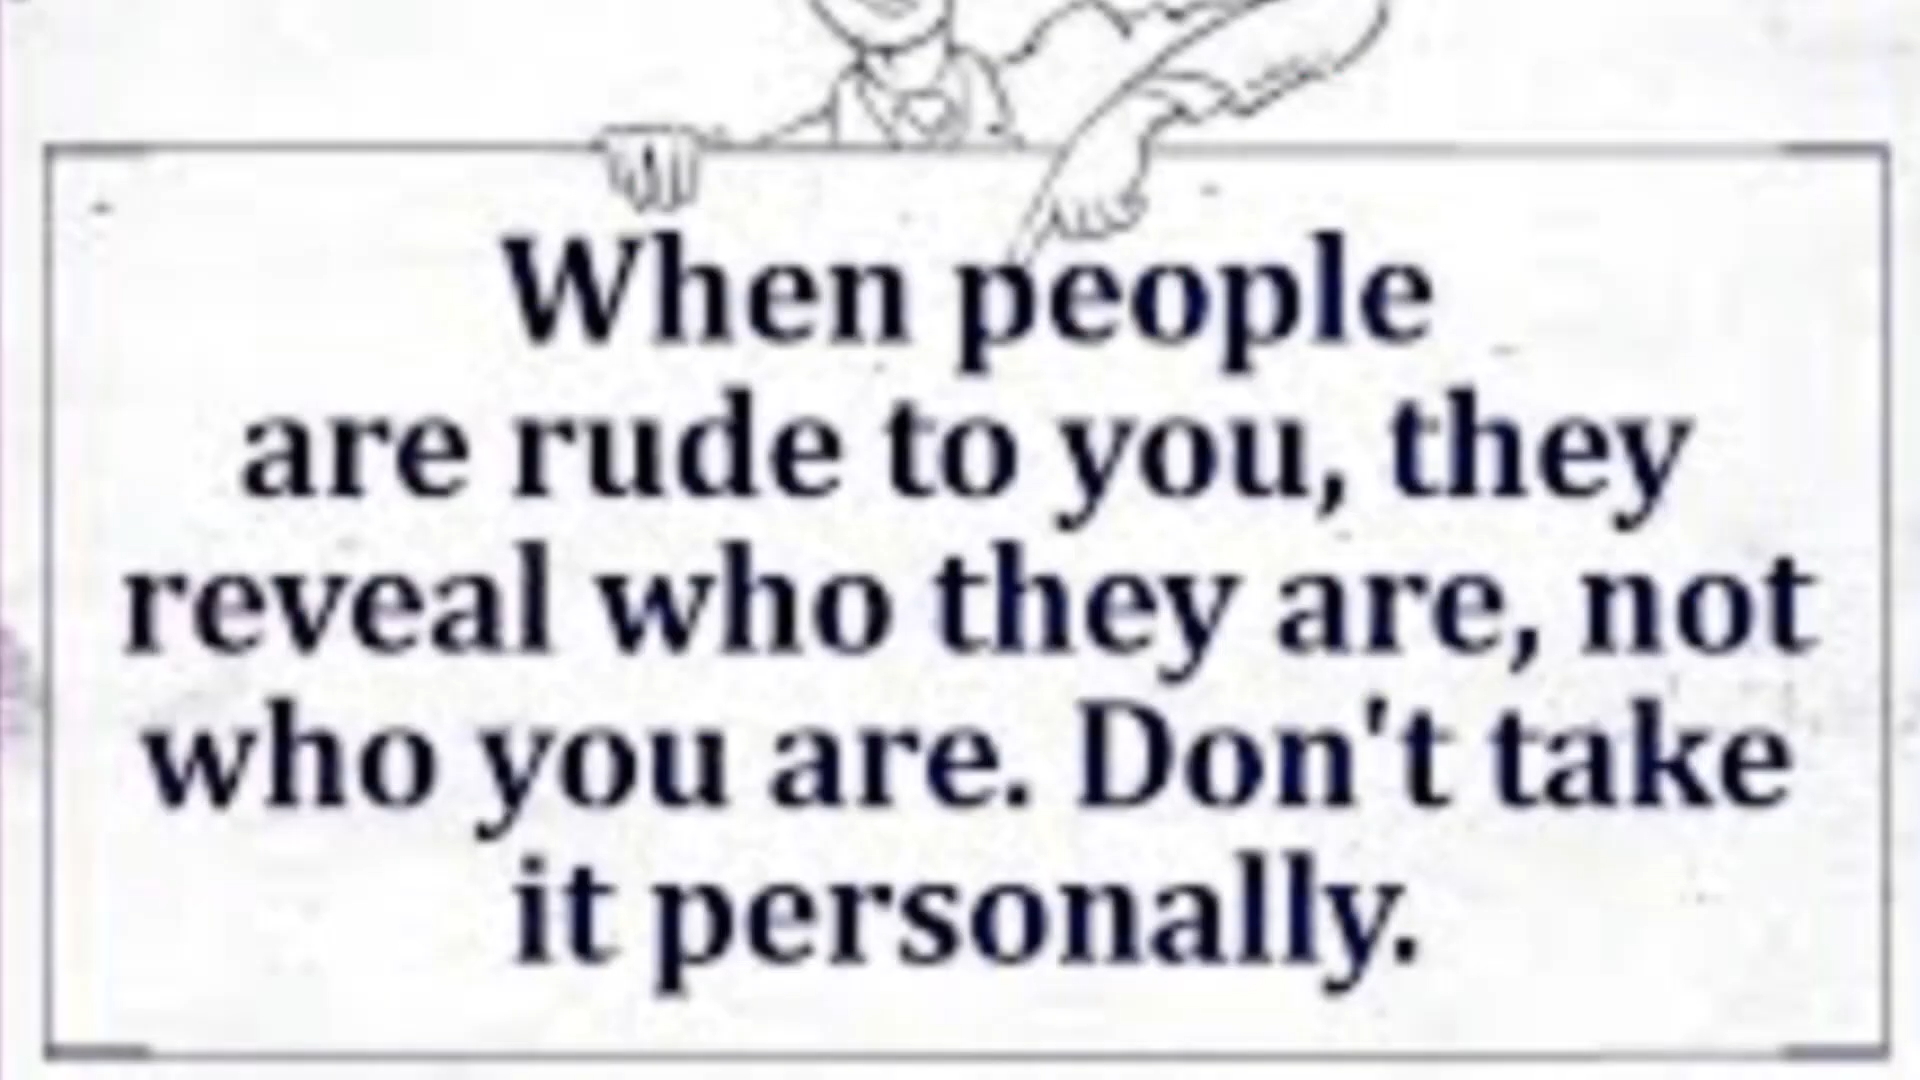 When people
are rude to you, they
reveal who they are, not
who you are. Don't take
it personally.